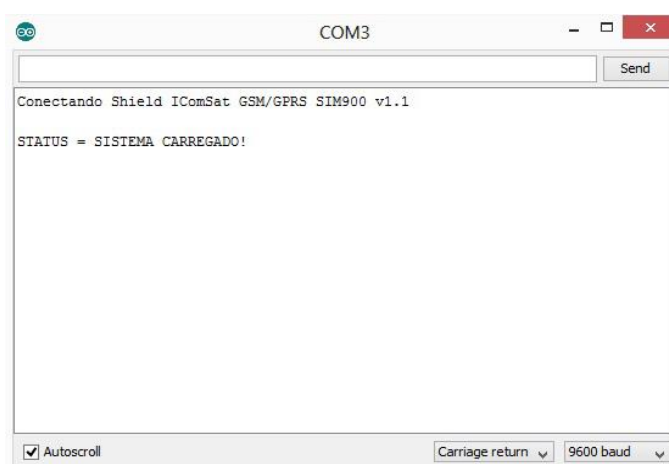 COM3
Send
Conectando Shield IComSat GSM/GPRS SIM900 v1.1
STATUS = SISTEMA CARREGADO!
Autoscroll
Carriage return
9600 baud